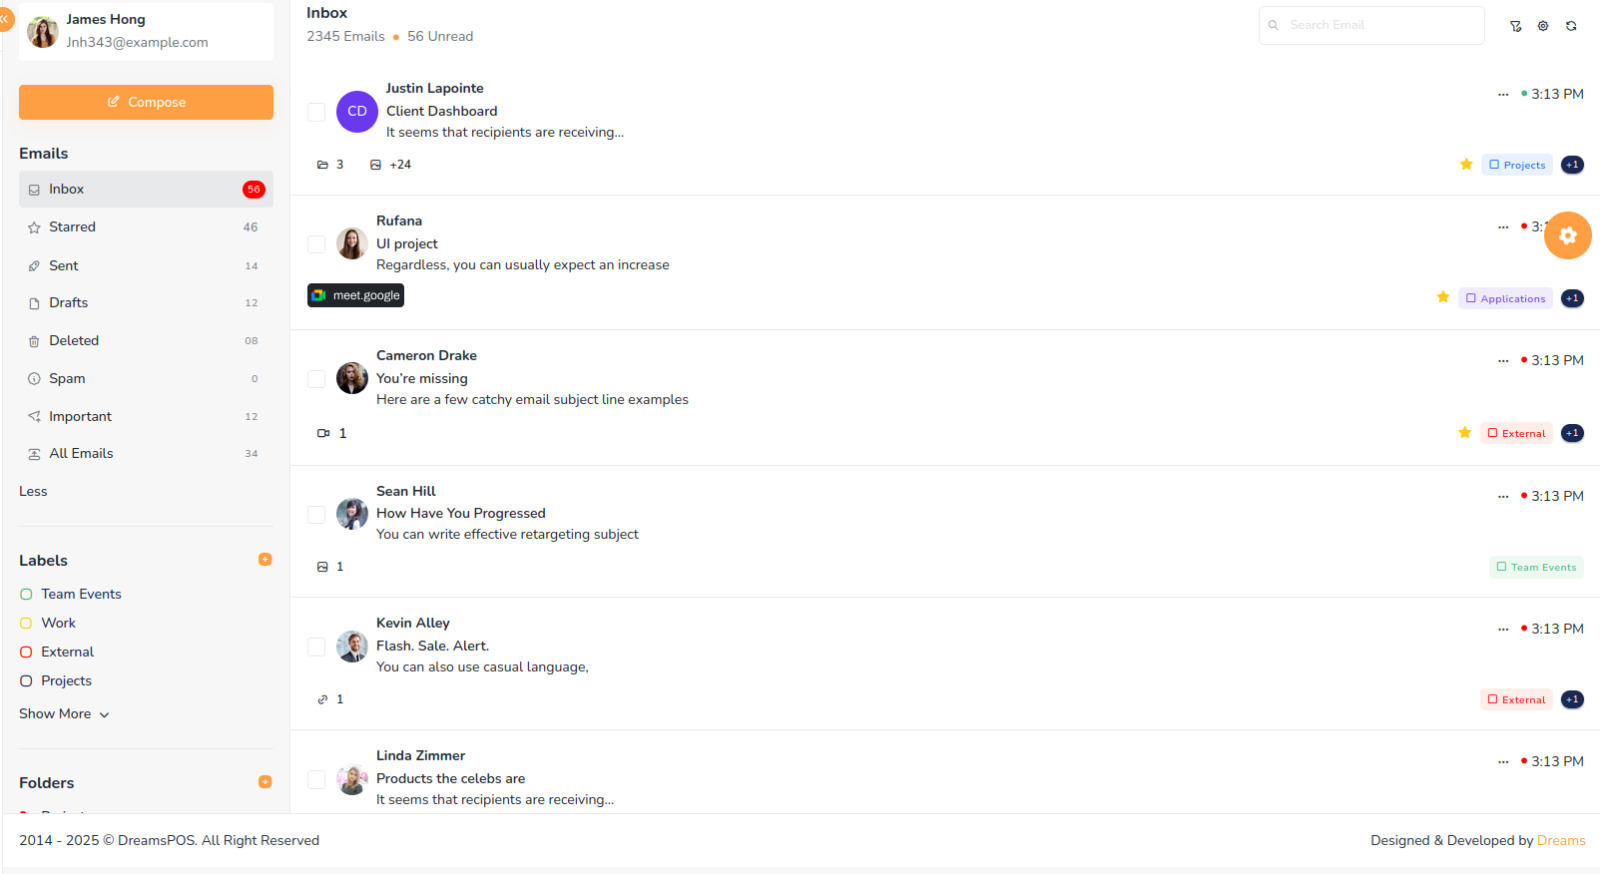 James Hong
Jnh343@example.com
Compose
Emails
Inbox 56
Starred 46
Sent 14
Drafts 12
Deleted 08
Spam 0
Important 12
All Emails 34
Less
Labels
Team Events
Work
External
Projects
Show More
Folders
Inbox
2345 Emails 56 Unread
Search Email
CD
Justin Lapointe
Client Dashboard
It seems that recipients are receiving...
3:13 PM
3 +24
Projects +1
Rufana
UI project
Regardless, you can usually expect an increase
meet.google
Applications +1
Cameron Drake
You're missing
Here are a few catchy email subject line examples
3:13 PM
1
External +1
Sean Hill
How Have You Progressed
You can write effective retargeting subject
3:13 PM
1
Team Events
Kevin Alley
Flash. Sale. Alert.
You can also use casual language,
3:13 PM
1
External +1
Linda Zimmer
Products the celebs are
It seems that recipients are receiving...
3:13 PM
2014 - 2025 © DreamsPOS. All Right Reserved
Designed & Developed by Dreams